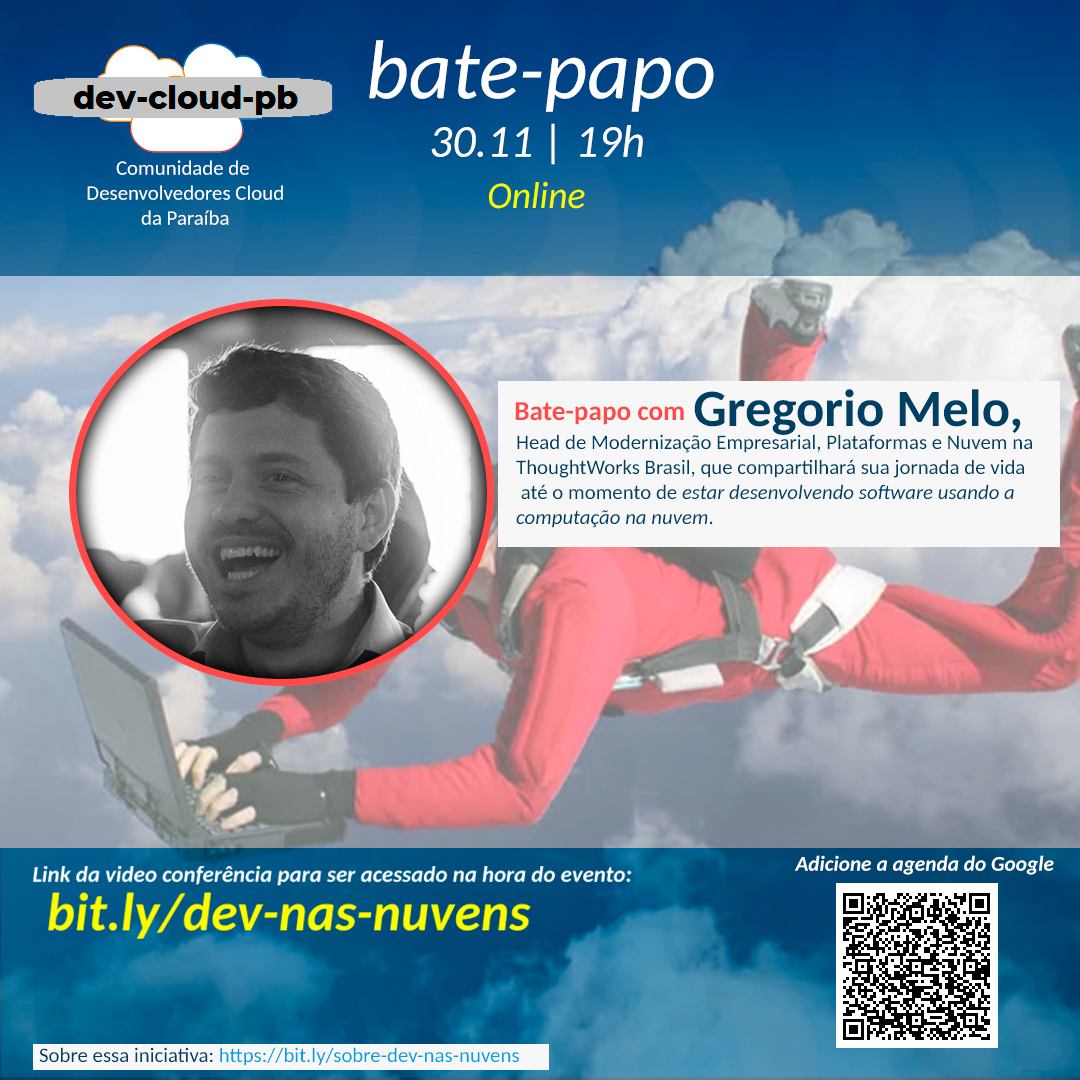 dev-cloud-pb
Comunidade de
Desenvolvedores Cloud
da Paraíba
bate-papo
30.11 | 19h
Online
Bate-papo com Gregorio Melo,
Head de Modernização Empresarial, Plataformas e Nuvem na
ThoughtWorks Brasil, que compartilhará sua jornada de vida
até o momento de estar desenvolvendo software usando a
computação na nuvem.
Link da video conferência para ser acessado na hora do evento:
bit.ly/dev-nas-nuvens
Adicione a agenda do Google
Sobre essa iniciativa: https://bit.ly/sobre-dev-nas-nuvens